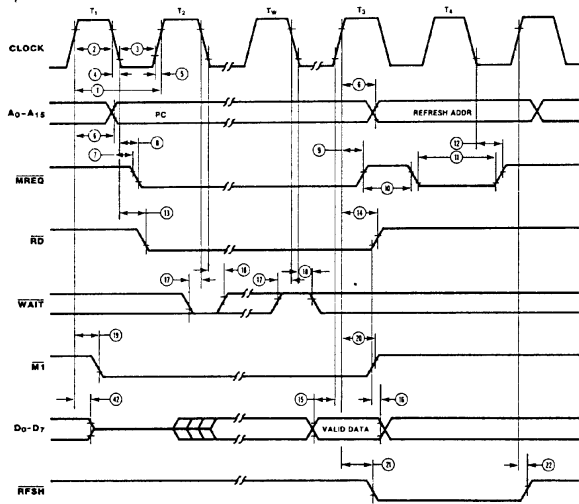 T1 T2 TW T3 T4
CLOCK
2 3
4 5
1 6
A0-A15 PC REFRESH ADDR
6 8 12
7 9 11
MREQ
10
13 14
RD
18 18
17 17
WAIT
19 20
M1
42 15 16
D0-D7 VALID DATA
21 22
RFSH